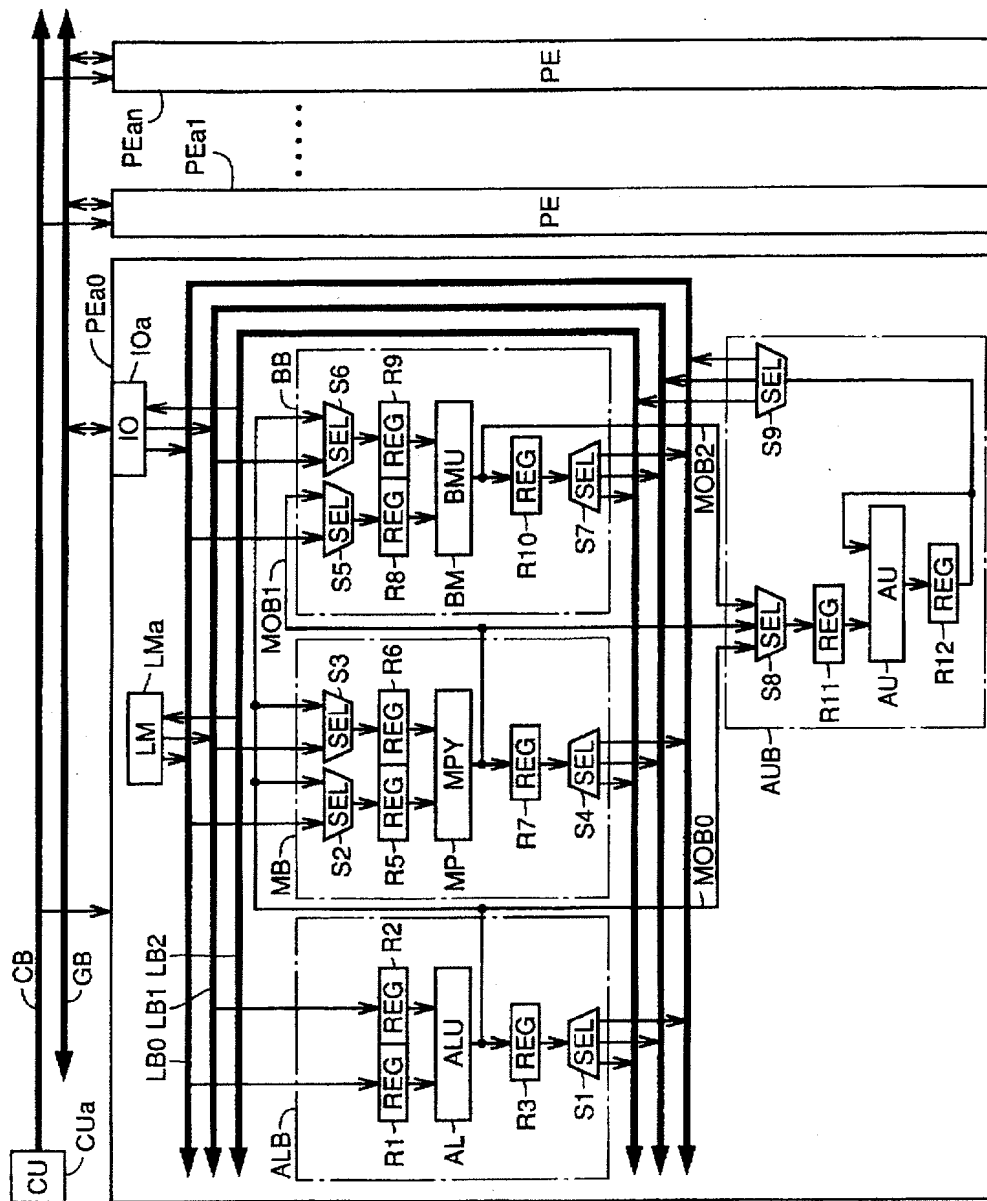 CU
CUa
CB
GB
PEan
PEa1
PEa0
PE
PE
.....
LB0 LB1 LB2
LM
LMa
IO
IOa
ALB
R1
REG
REG
R2
AL
ALU
R3
REG
S1
SEL
MB
S2
SEL
SEL
S3
R5
REG
REG
R6
MP
MPY
R7
REG
S4
SEL
MOB0
MOB1
BB
S5
SEL
SEL
S6
R8
REG
REG
R9
BM
BMU
R10
REG
S7
SEL
MOB2
AUB
S8
SEL
R11
REG
AU
AU
R12
REG
S9
SEL